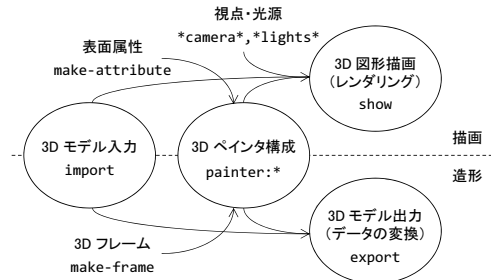 視点・光源
*camera*,*lights*
表面属性
make-attribute
3D 図形描画
（レンダリング）
show
3D モデル入力
import
3D ペインタ構成
painter:*
描画
造形
3D モデル出力
（データの変換）
export
3D フレーム
make-frame